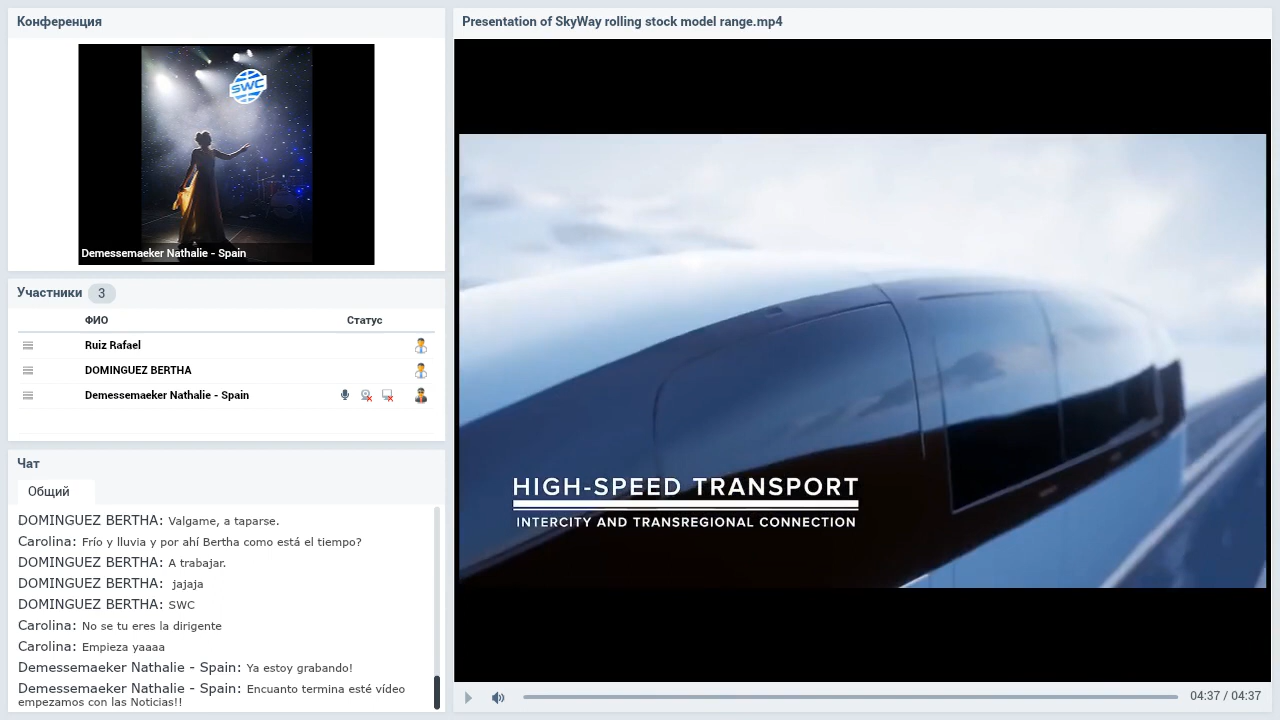 Конференция
SWC
Demessemaeker Nathalie - Spain
Участники 3
ФИО Статус
Ruiz Rafael
DOMINGUEZ BERTHA
Demessemaeker Nathalie - Spain
Чат
Общий
DOMINGUEZ BERTHA: Valgame, a taparse.
Carolina: Frío y lluvia y por ahí Bertha como está el tiempo?
DOMINGUEZ BERTHA: A trabajar.
DOMINGUEZ BERTHA: jajaja
DOMINGUEZ BERTHA: SWC
Carolina: No se tu eres la dirigente
Carolina: Empieza yaaaa
Demessemaeker Nathalie - Spain: Ya estoy grabando!
Demessemaeker Nathalie - Spain: Encuanto termina esté vídeo
empezamos con las Noticias!!
Presentation of SkyWay rolling stock model range.mp4
HIGH-SPEED TRANSPORT
INTERCITY AND TRANSREGIONAL CONNECTION
04:37 / 04:37